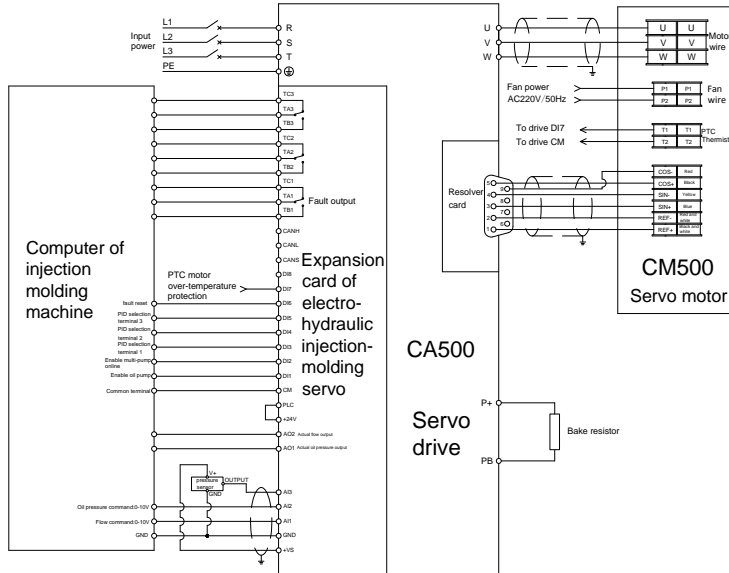 L1
Input
power
L2
L3
PE
R
S
T
TC3
TA3
TB3
TC2
TA2
TB2
TC1
TA1
TB1
Fault output
CANH
CANL
CANS
DI8
DI7
DI6
DI5
DI4
DI3
DI2
DI1
CM
PLC
+24V
AO2 Actual flow output
AO1 Actual oil pressure output
AI3
AI2
AI1
GND
+VS
Computer of
injection
molding
machine
PTC motor
over-temperature
protection
fault reset
PID selection
terminal 3
PID selection
terminal 2
PID selection
terminal 1
Enable multi-pump
online
Enable oil pump
Common terminal
V+
pressure
sensor
OUTPUT
GND
Oil pressure command:0-10V
Flow command:0-10V
GND
Expansion
card of
electro-
hydraulic
injection-
molding
servo
CA500
Servo
drive
U
V
W
Resolver
card
5
9
4
8
3
7
2
6
1
P+
PB
Bake resistor
Fan power
AC220V/50Hz
To drive DI7
To drive CM
U U
V V
W W
Motor
wire
P1 P1
P2 P2
Fan
wire
T1 T1
T2 T2
PTC
Thermist
COS- Red
COS+ Black
SIN- Yellow
SIN+ Blue
REF- Red and white
REF+ Black and white
CM500
Servo motor